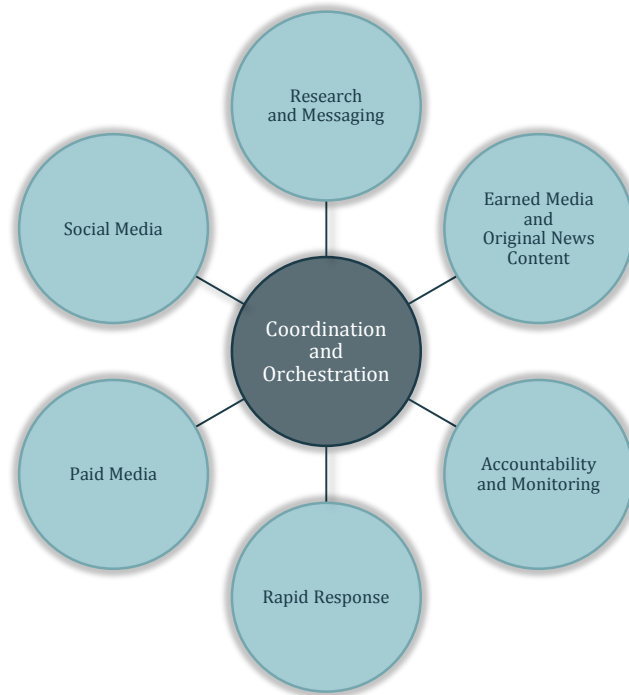 Research
and Messaging
Earned Media
and
Original News
Content
Social Media
Coordination
and
Orchestration
Accountability
and Monitoring
Paid Media
Rapid Response